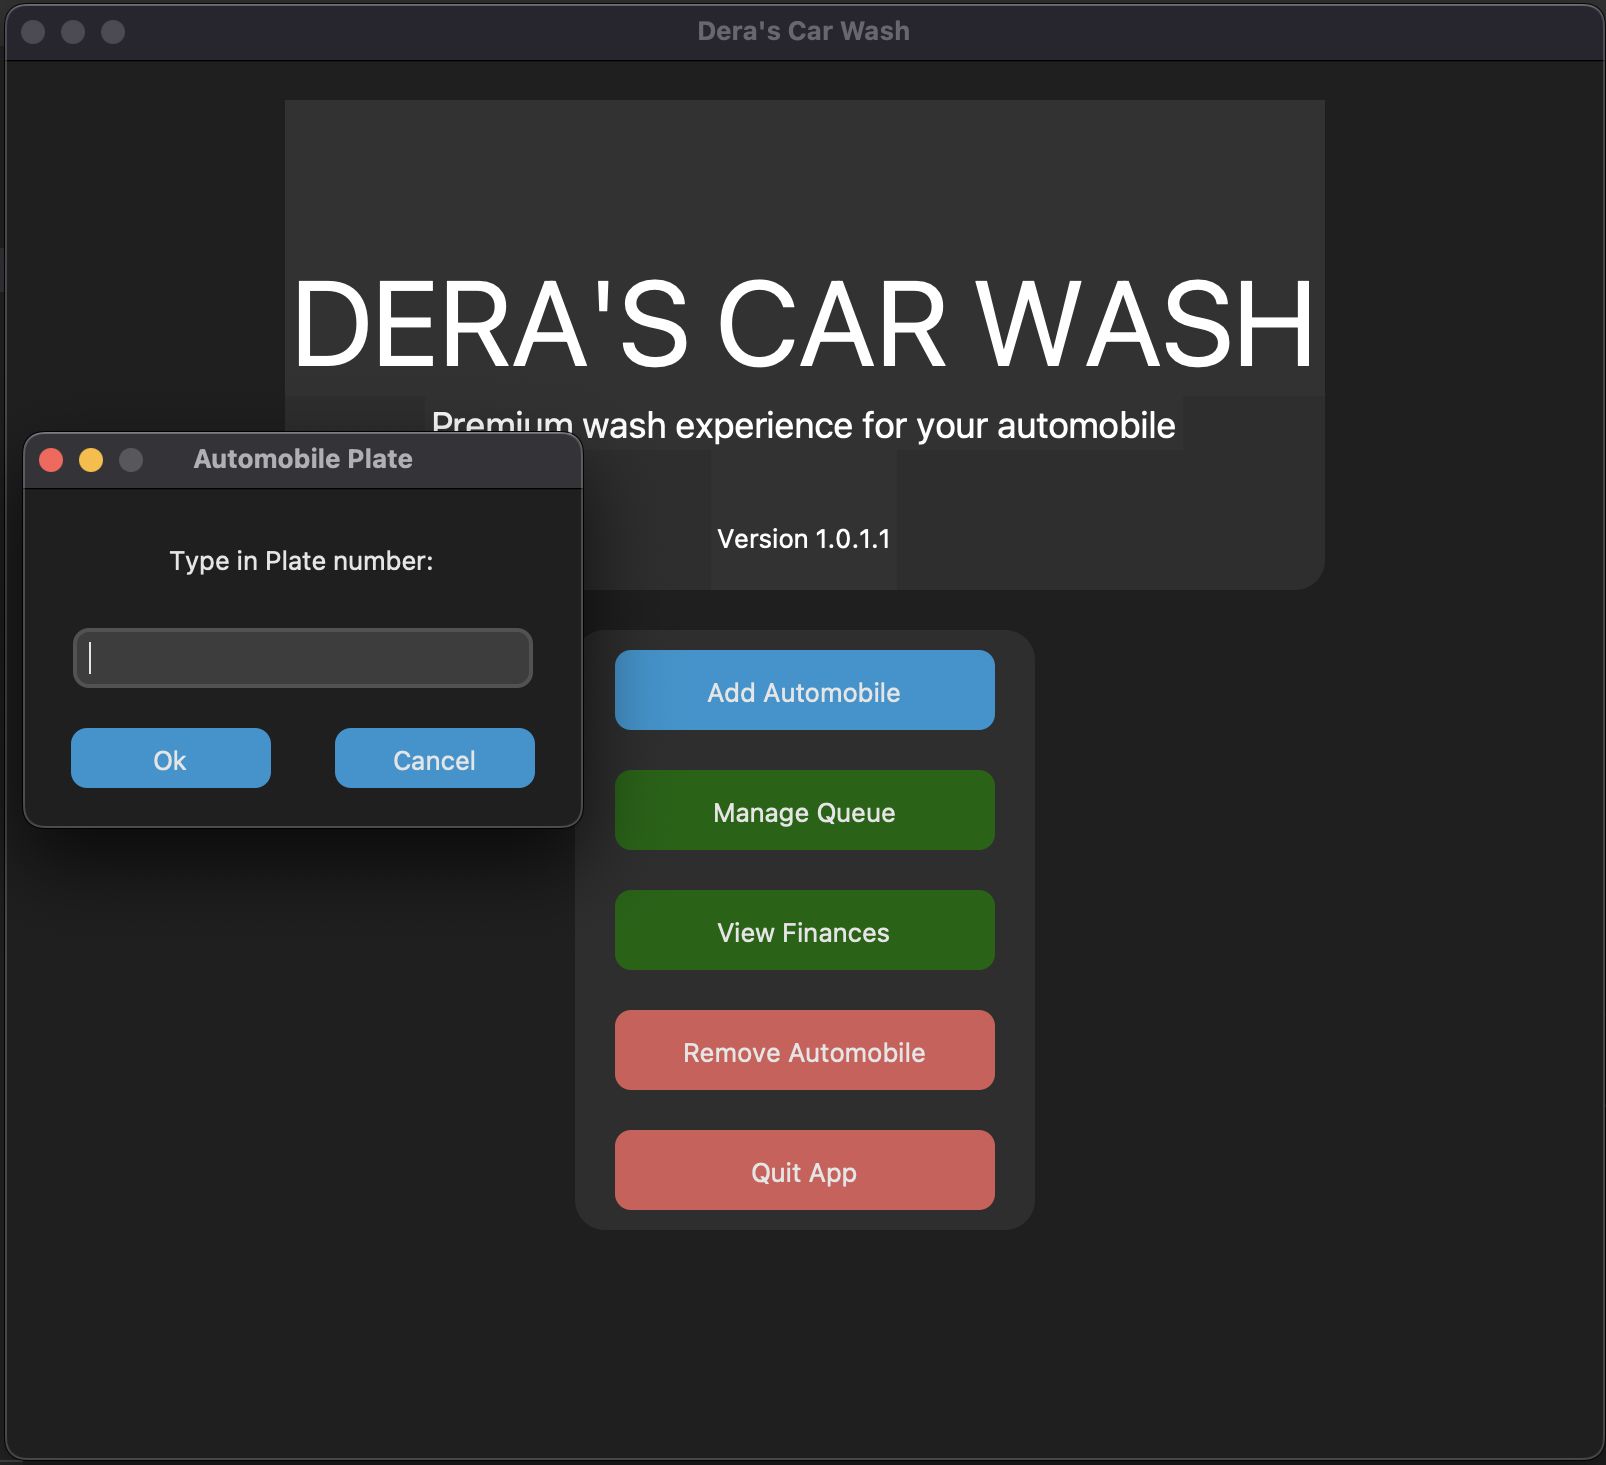 Dera's Car Wash
DERA'S CAR WASH
Premium wash experience for your automobile
Version 1.0.1.1
Automobile Plate
Type in Plate number:
Ok
Cancel
Add Automobile
Manage Queue
View Finances
Remove Automobile
Quit App